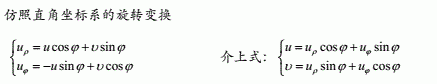 仿照直角坐标系的旋转变换
{u_ρ = u cos φ + υ sin φ
u_φ = −u sin φ + υ cos φ
介上式：{u = u_ρ cos φ + u_φ sin φ
υ = u_ρ sin φ + u_φ cos φ